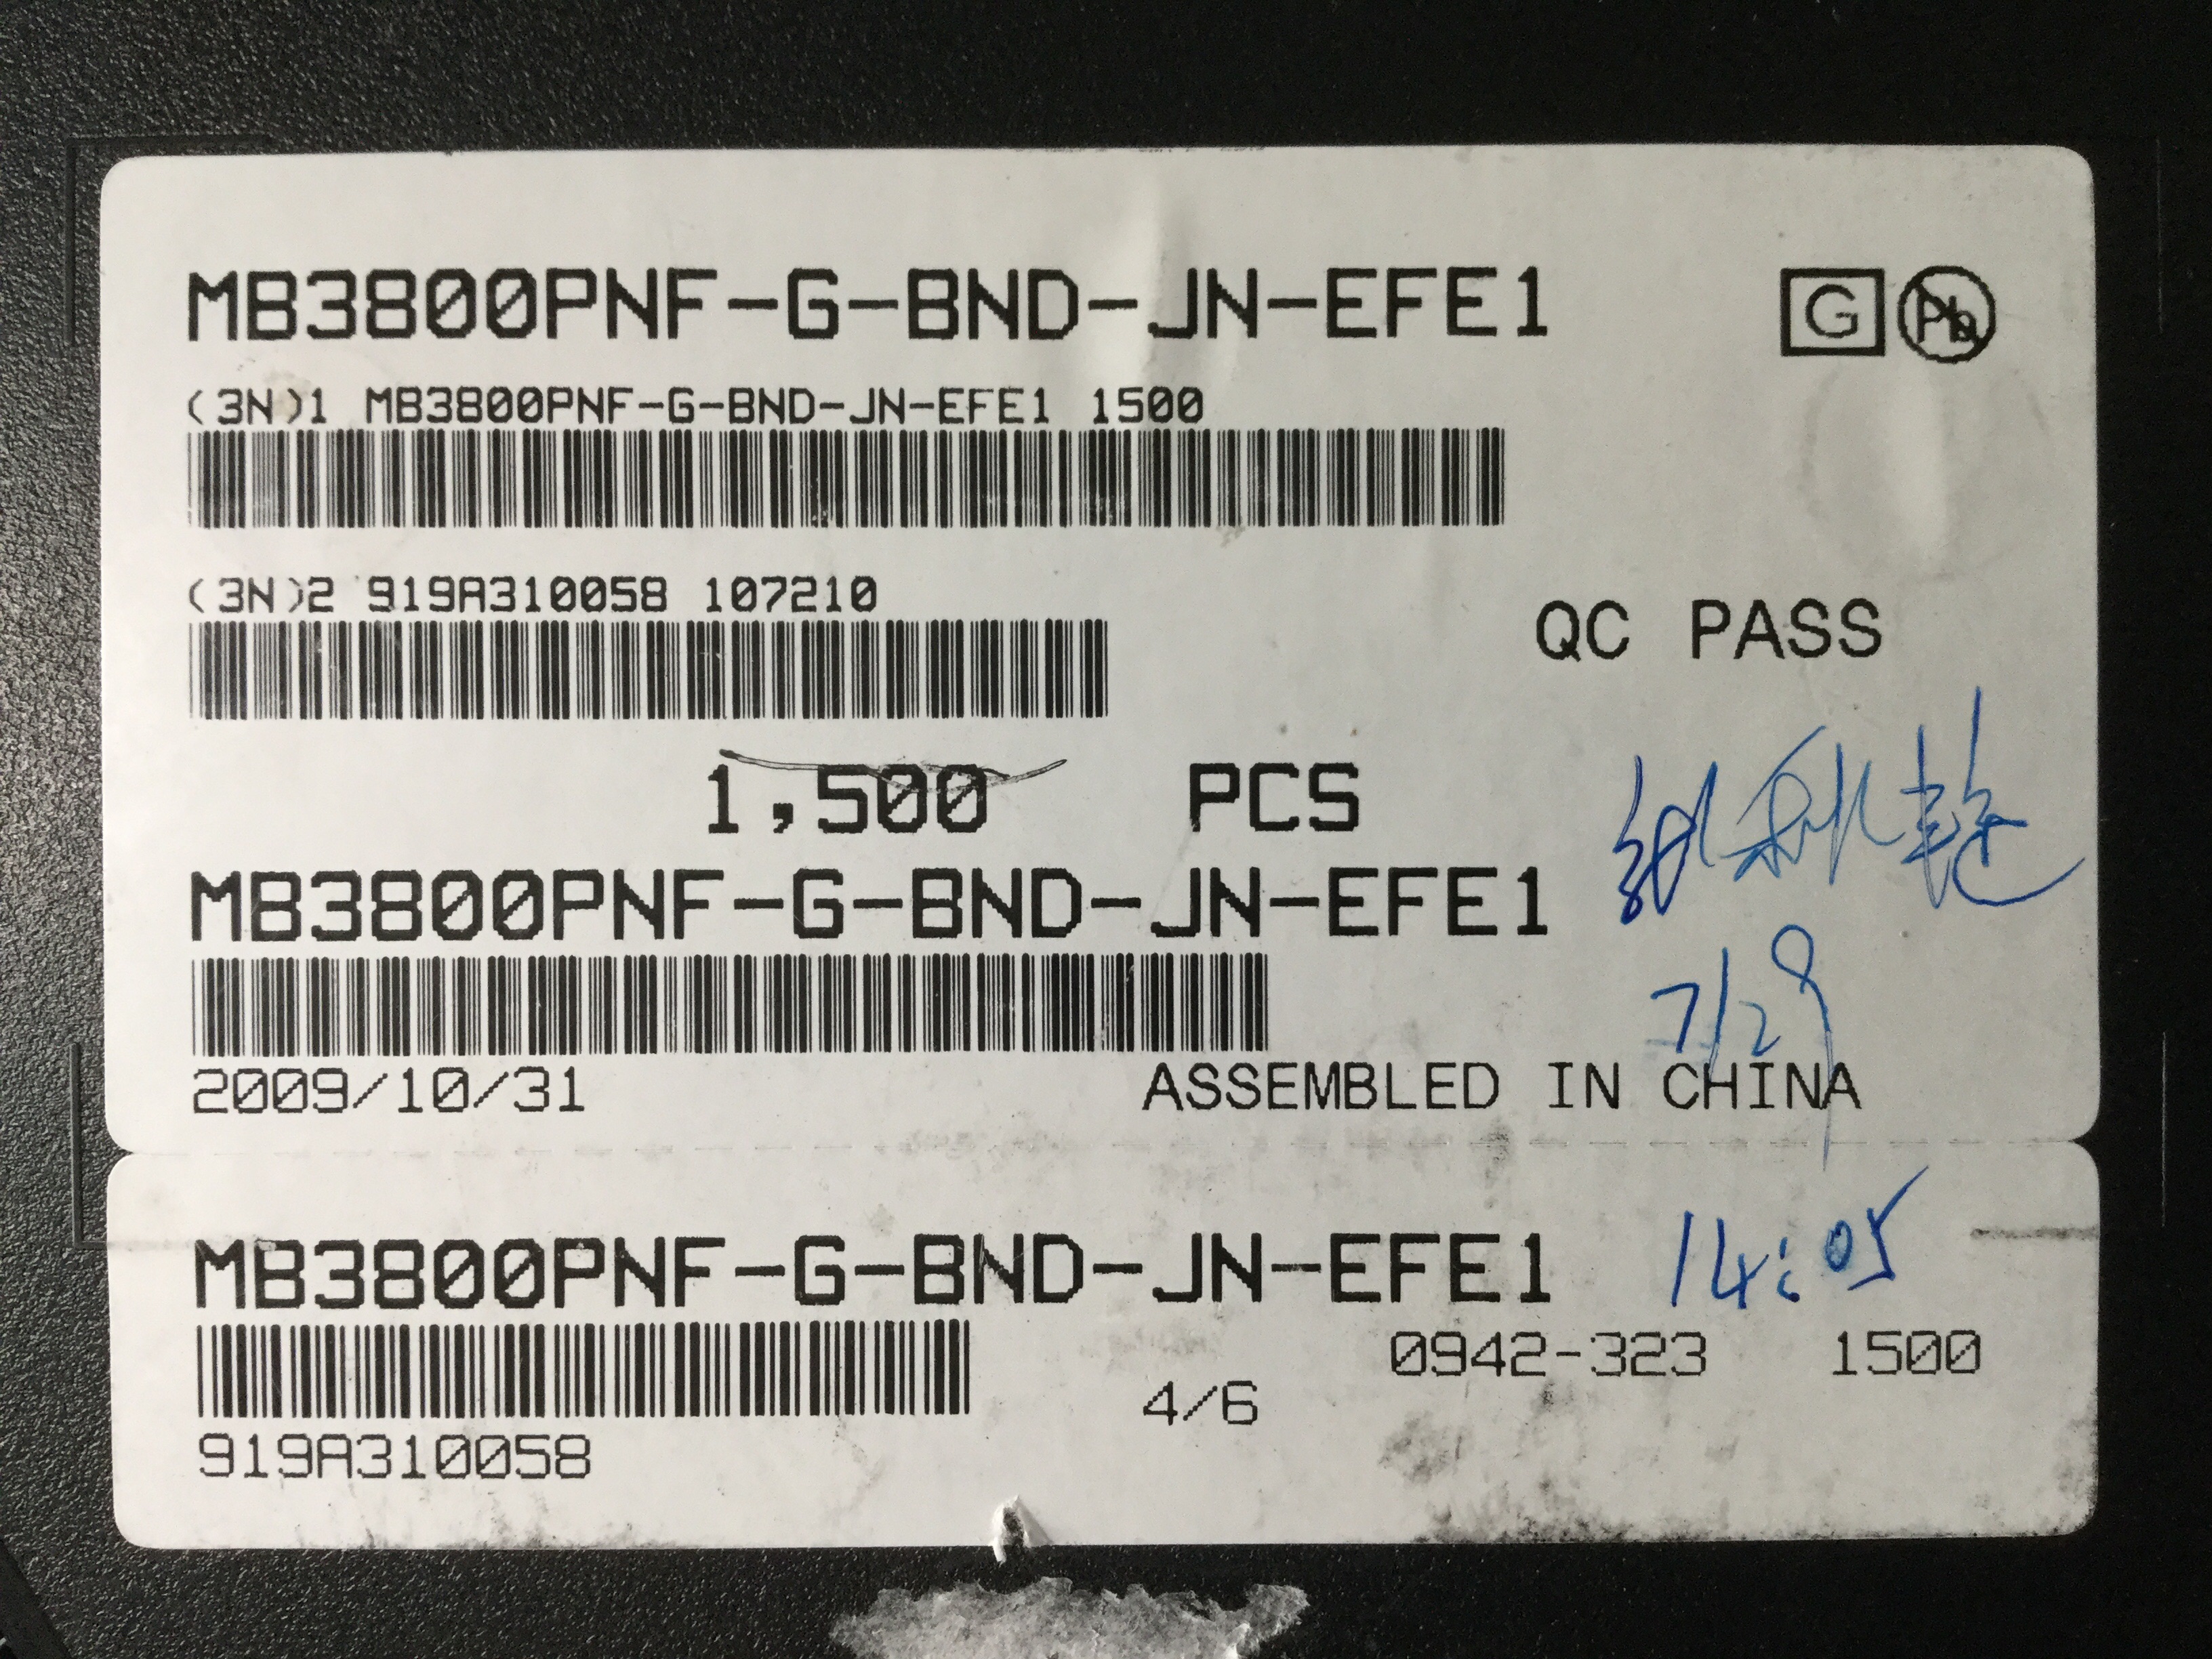 MB3800PNF-G-BND-JN-EFE1
G Pb
(3N)1 MB3800PNF-G-BND-JN-EFE1 1500
(3N)2 919A310058 107210
QC PASS
1,500 PCS
MB3800PNF-G-BND-JN-EFE1
7/29
2009/10/31 ASSEMBLED IN CHINA
MB3800PNF-G-BND-JN-EFE1 14:05
0942-323 1500
4/6
919A310058